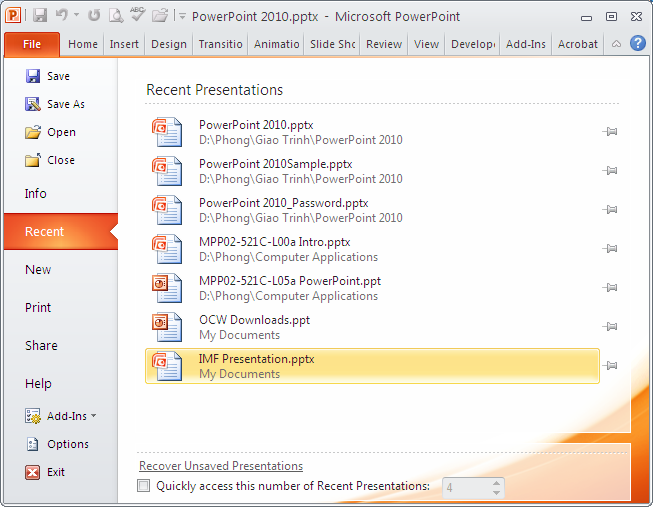 PowerPoint 2010.pptx - Microsoft PowerPoint
File Home Insert Design Transitio Animatio Slide Sho Review View Develope Add-Ins Acrobat
Save
Save As
Open
Close
Info
Recent
New
Print
Share
Help
Add-Ins
Options
Exit
Recent Presentations
PowerPoint 2010.pptx
D:\Phong\Giao Trinh\PowerPoint 2010
PowerPoint 2010Sample.pptx
D:\Phong\Giao Trinh\PowerPoint 2010
PowerPoint 2010_Password.pptx
D:\Phong\Giao Trinh\PowerPoint 2010
MPP02-521C-L00a Intro.pptx
D:\Phong\Computer Applications
MPP02-521C-L05a PowerPoint.ppt
D:\Phong\Computer Applications
OCW Downloads.ppt
My Documents
IMF Presentation.pptx
My Documents
Recover Unsaved Presentations
Quickly access this number of Recent Presentations: 4